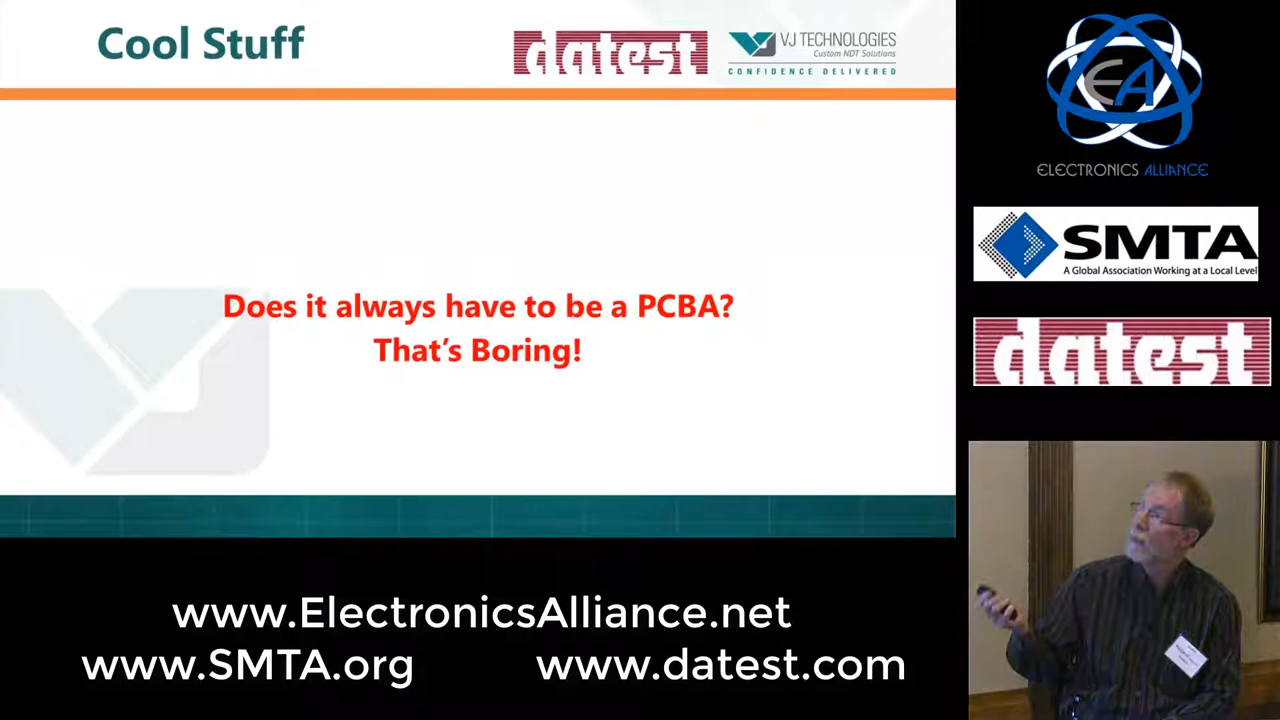 Cool Stuff
datest
VJ TECHNOLOGIES
Custom NDT Solutions
CONFIDENCE DELIVERED
Does it always have to be a PCBA?
That's Boring!
EA
ELECTRONICS ALLIANCE
SMTA
A Global Association Working at a Local Level
datest
www.ElectronicsAlliance.net
www.SMTA.org
www.datest.com